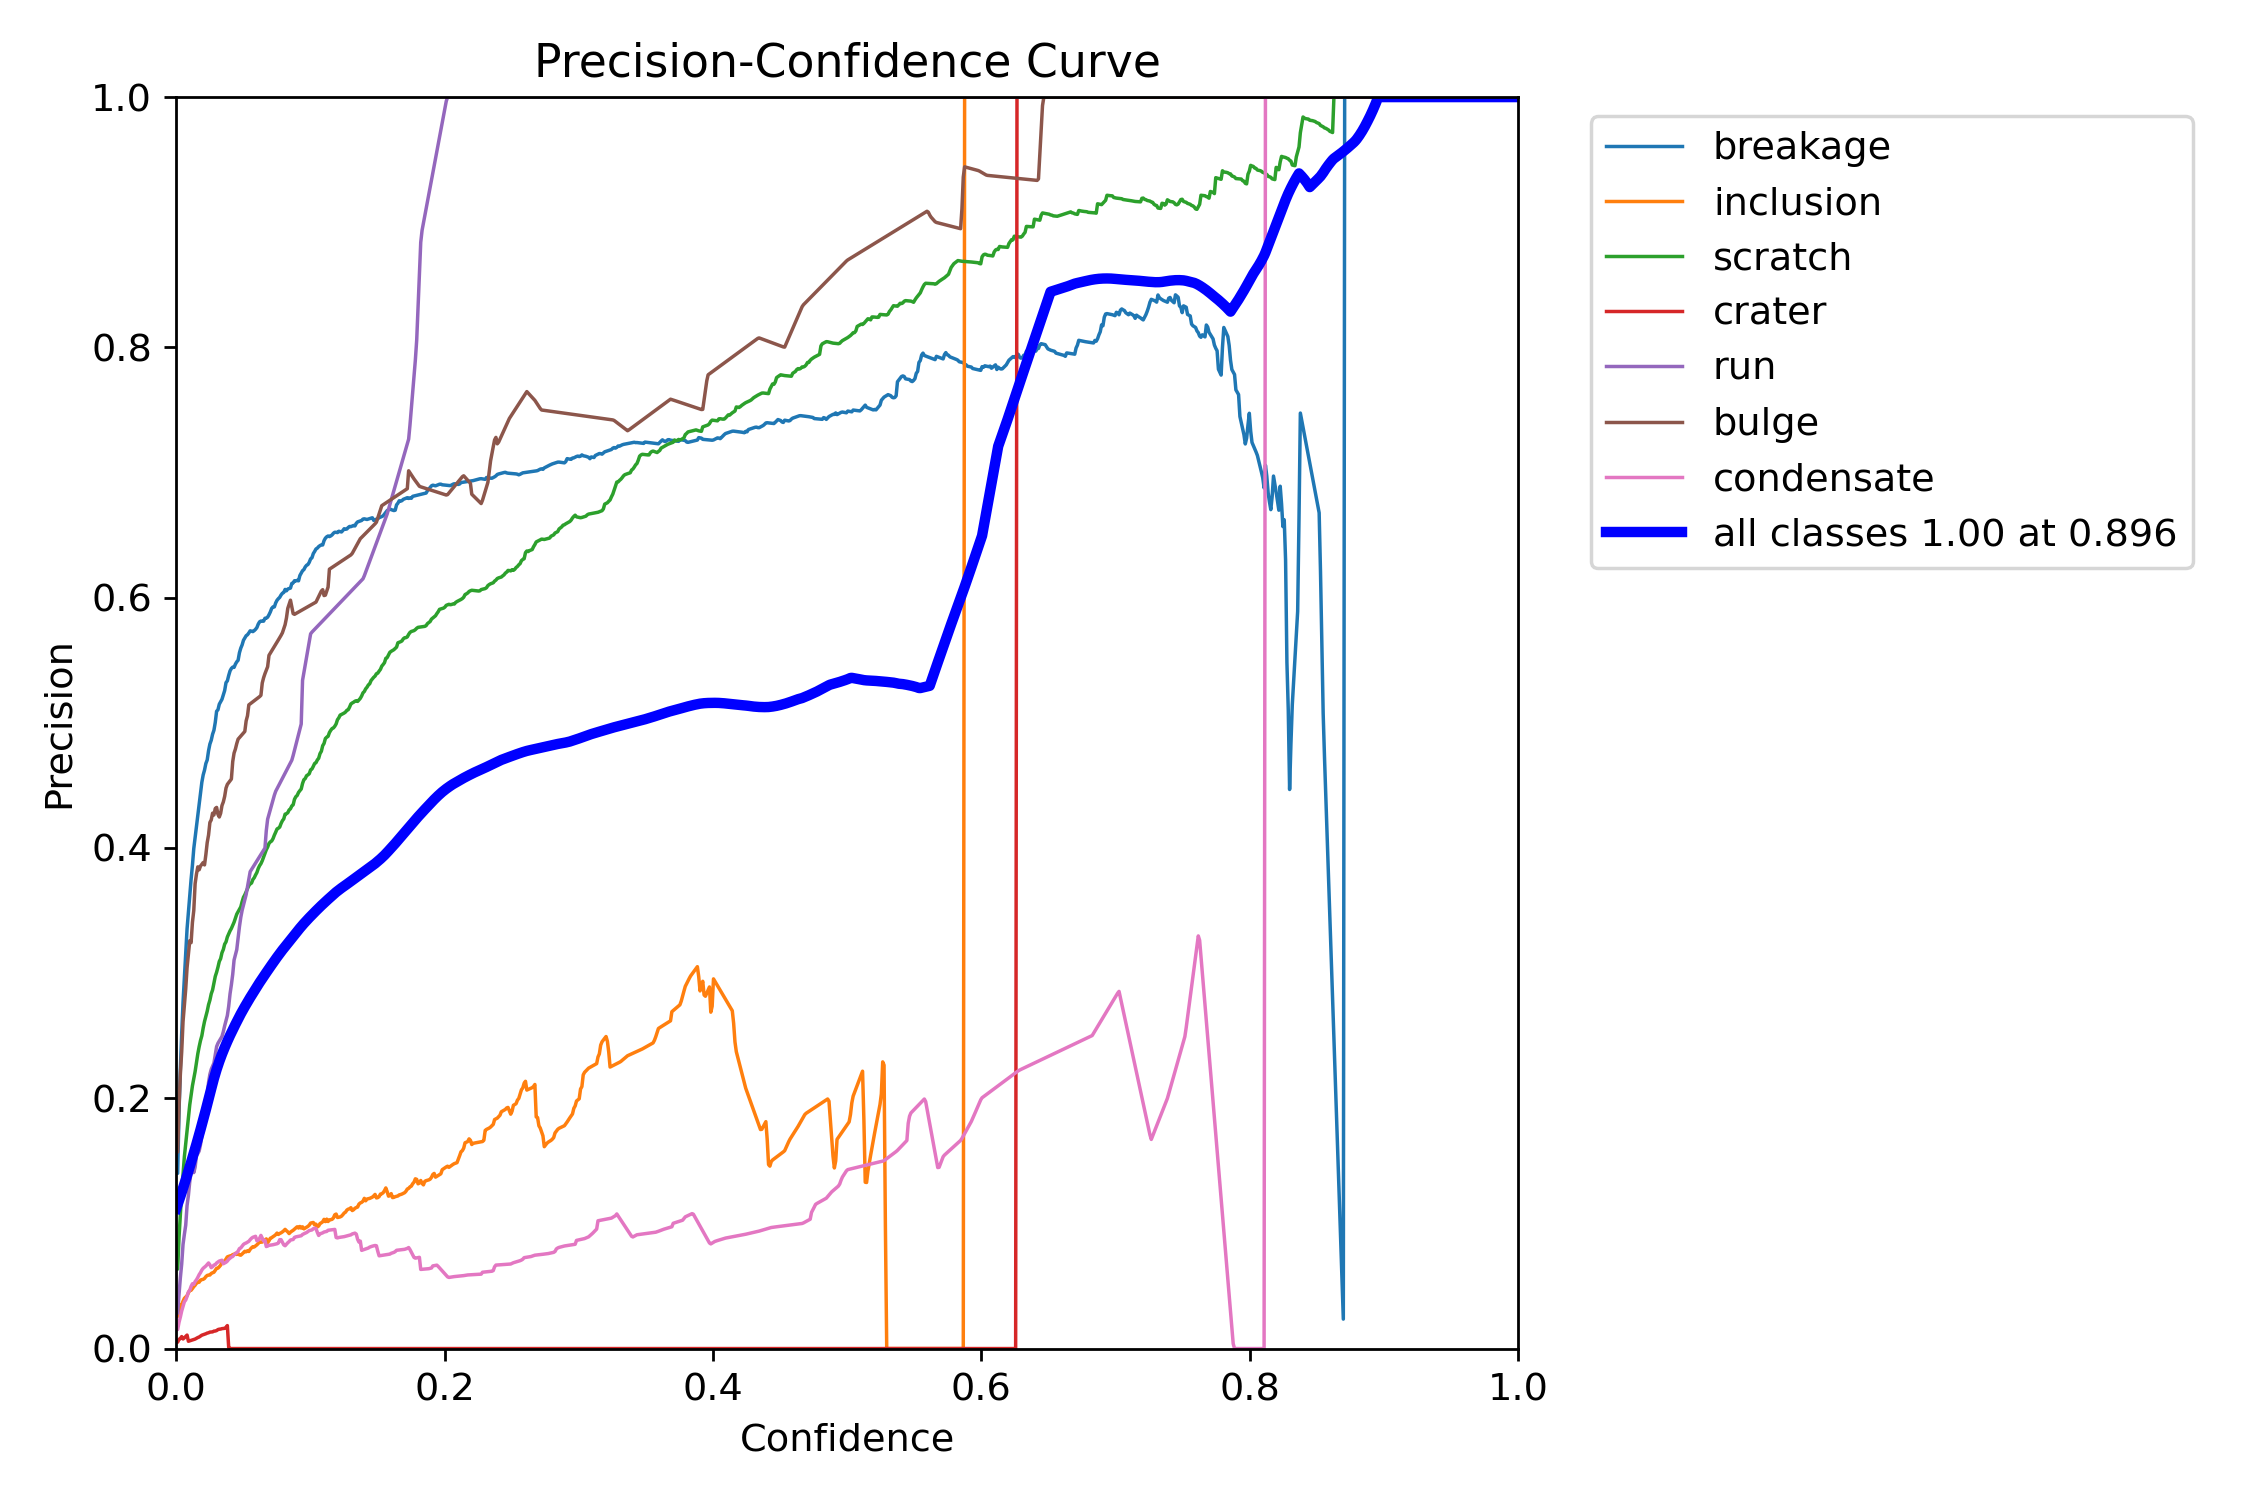 Precision-Confidence Curve
1.0
0.8
0.6
0.4
0.2
0.0
Precision
0.0 0.2 0.4 0.6 0.8 1.0
Confidence
breakage
inclusion
scratch
crater
run
bulge
condensate
all classes 1.00 at 0.896